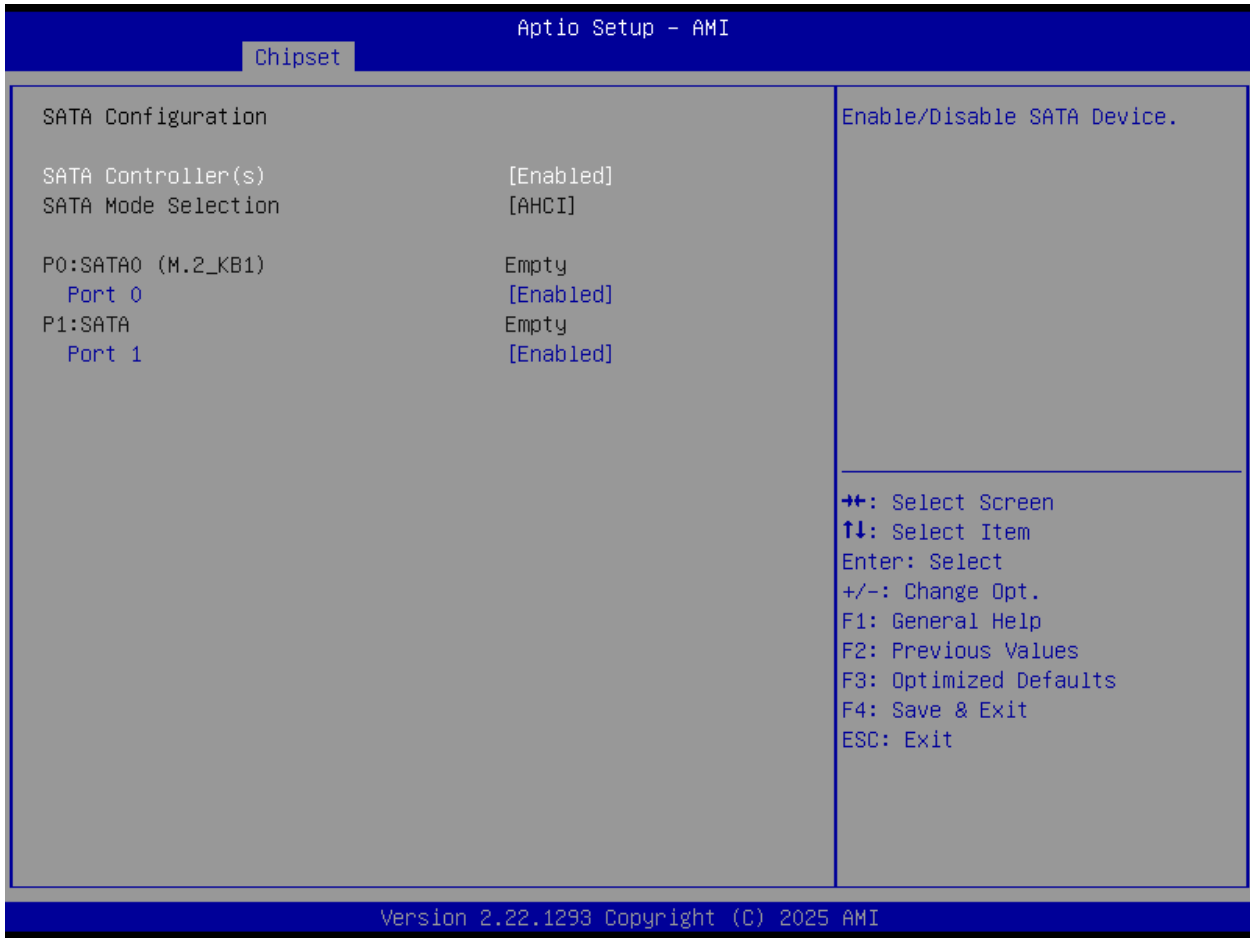 Aptio Setup – AMI
Chipset
SATA Configuration
SATA Controller(s) [Enabled]
SATA Mode Selection [AHCI]
P0:SATA0 (M.2_KB1) Empty
Port 0 [Enabled]
P1:SATA Empty
Port 1 [Enabled]
Enable/Disable SATA Device.
→←: Select Screen
↑↓: Select Item
Enter: Select
+/-: Change Opt.
F1: General Help
F2: Previous Values
F3: Optimized Defaults
F4: Save & Exit
ESC: Exit
Version 2.22.1293 Copyright (C) 2025 AMI